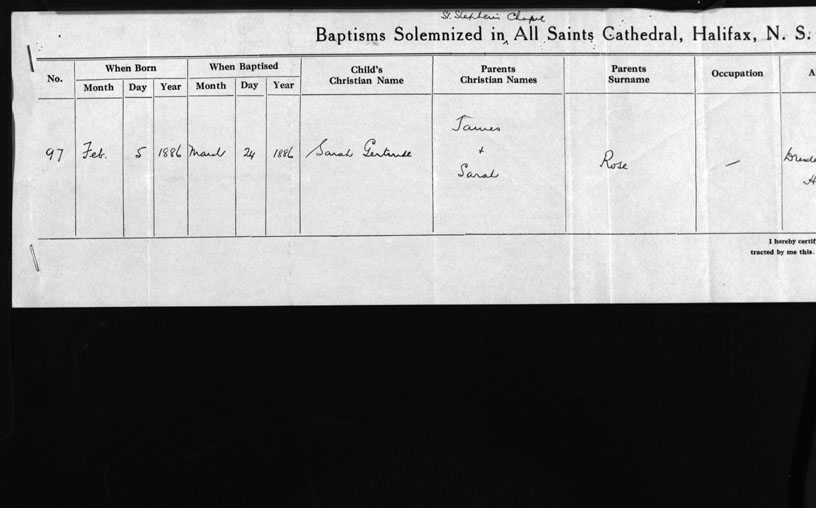 St. Stephen's Chapel
Baptisms Solemnized in ^ All Saints Cathedral, Halifax, N. S.
No.
When Born
When Baptised
Child's
Christian Name
Parents
Christian Names
Parents
Surname
Occupation
A
Month Day Year Month Day Year
97 Feb. 5 1886 March 24 1886 Sarah Gertrude
James
+
Sarah
Rose
—
H
I hereby certif
tracted by me this.